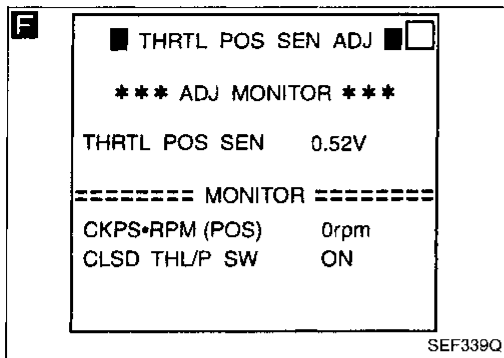 F
THRTL POS SEN ADJ
*** ADJ MONITOR ***
THRTL POS SEN 0.52V
======== MONITOR ========
CKPS•RPM (POS) 0rpm
CLSD THL/P SW ON
SEF339Q